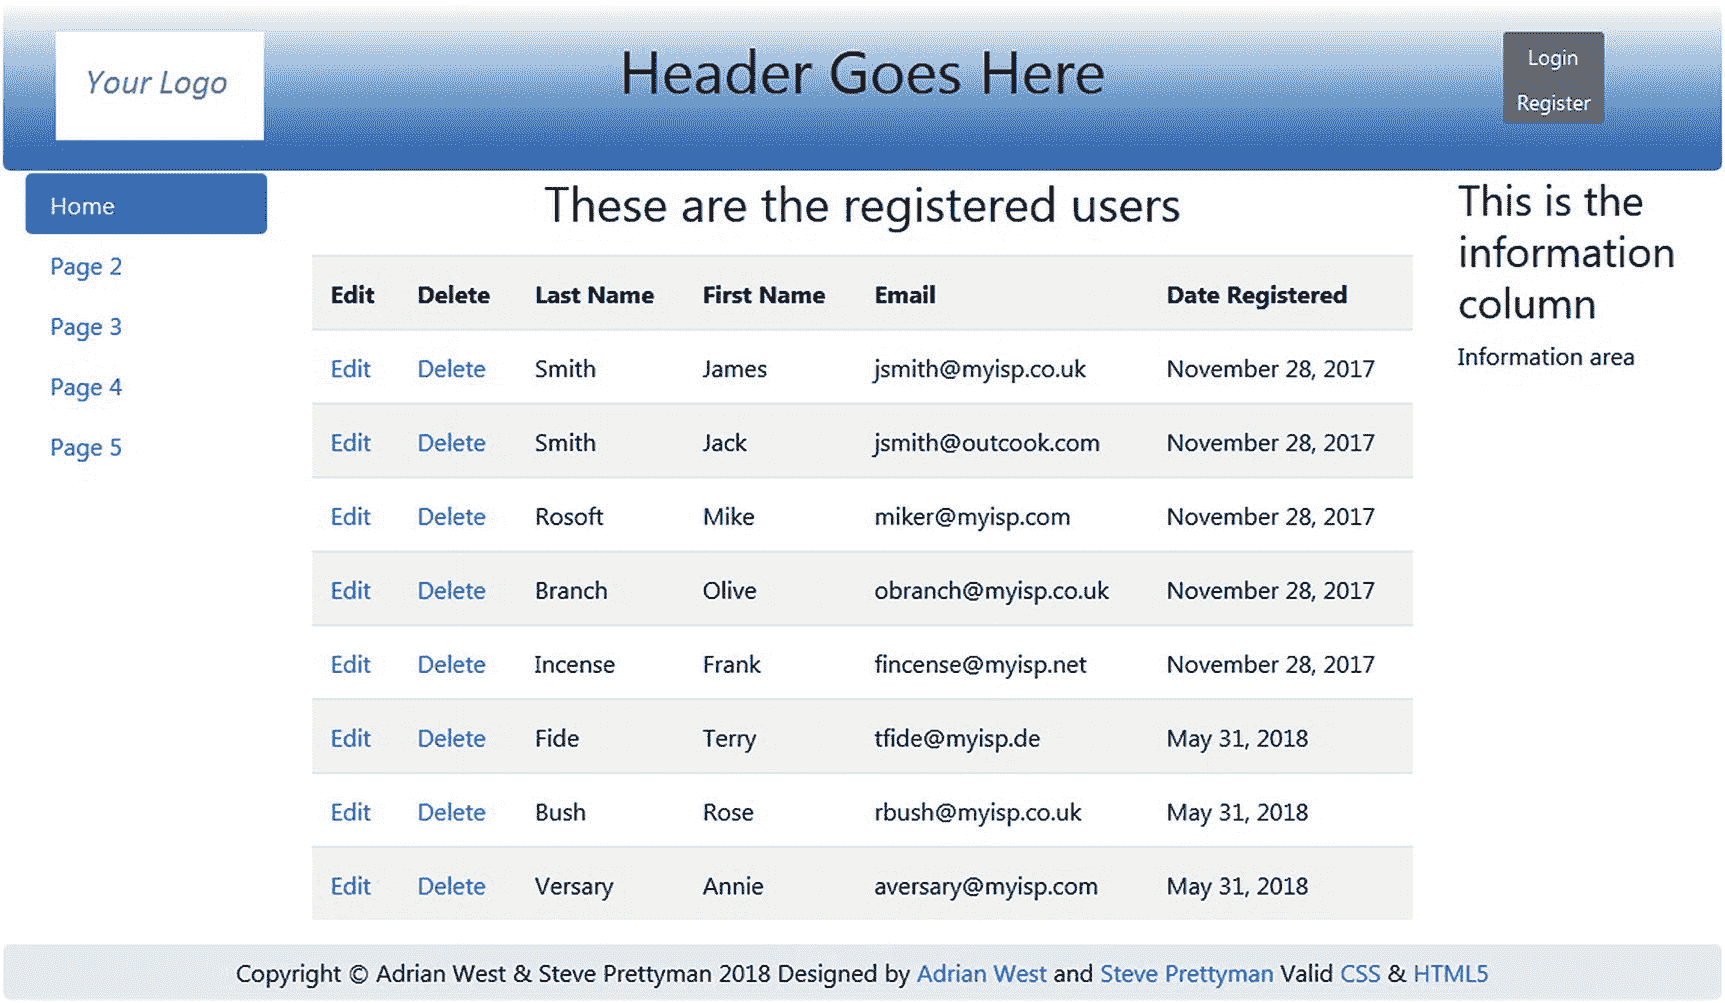 Your Logo
Header Goes Here
Login
Register
Home
Page 2
Page 3
Page 4
Page 5
These are the registered users
Edit Delete Last Name First Name Email Date Registered
Edit Delete Smith James jsmith@myisp.co.uk November 28, 2017
Edit Delete Smith Jack jsmith@outcook.com November 28, 2017
Edit Delete Rosoft Mike miker@myisp.com November 28, 2017
Edit Delete Branch Olive obranch@myisp.co.uk November 28, 2017
Edit Delete Incense Frank fincense@myisp.net November 28, 2017
Edit Delete Fide Terry tfide@myisp.de May 31, 2018
Edit Delete Bush Rose rbush@myisp.co.uk May 31, 2018
Edit Delete Versary Annie aversary@myisp.com May 31, 2018
This is the
information
column
Information area
Copyright © Adrian West & Steve Prettyman 2018 Designed by Adrian West and Steve Prettyman Valid CSS & HTML5